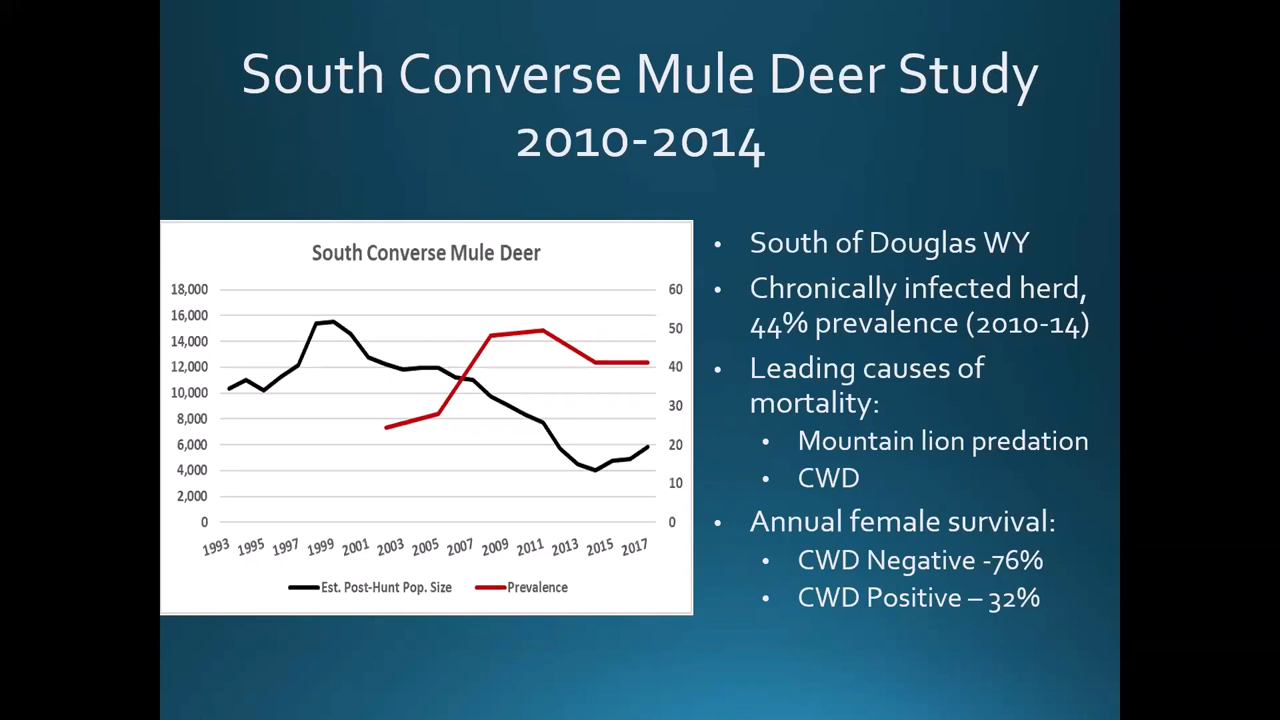 South Converse Mule Deer Study
2010-2014
South Converse Mule Deer
18,000
16,000
14,000
12,000
10,000
8,000
6,000
4,000
2,000
0
60
50
40
30
20
10
0
1993
1995
1997
1999
2001
2003
2005
2007
2009
2011
2013
2015
2017
Est. Post-Hunt Pop. Size
Prevalence
• South of Douglas WY
• Chronically infected herd,
44% prevalence (2010-14)
• Leading causes of
mortality:
• Mountain lion predation
• CWD
• Annual female survival:
• CWD Negative -76%
• CWD Positive – 32%